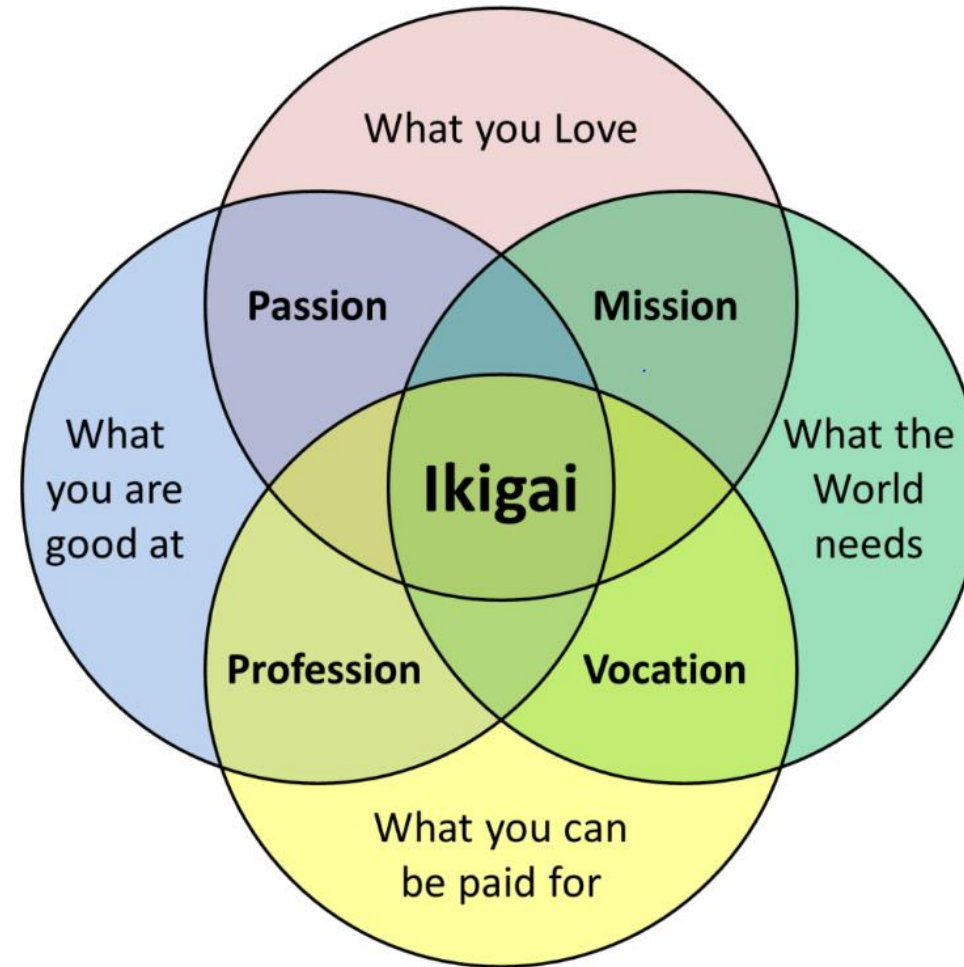 What you Love
Passion
Mission
What
you are
good at
Ikigai
What the
World
needs
Profession
Vocation
What you can
be paid for